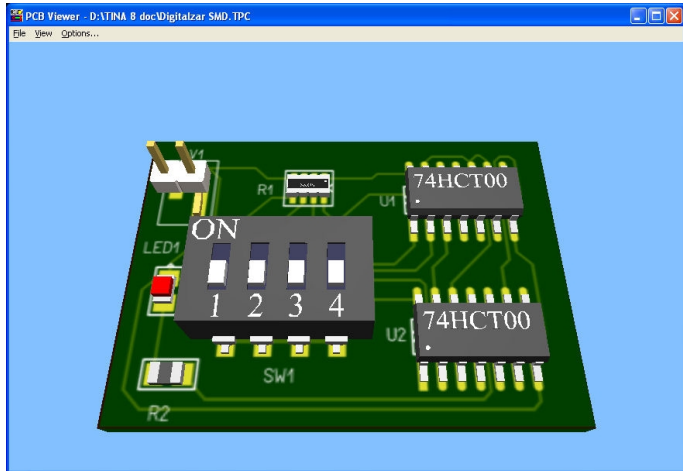 PCB Viewer - D:\TINA 8 doc\Digitalzar SMD.TPC
File View Options...
V1
R1
74HCT00
U1
ON
LED1
1 2 3 4
74HCT00
U2
SW1
R2